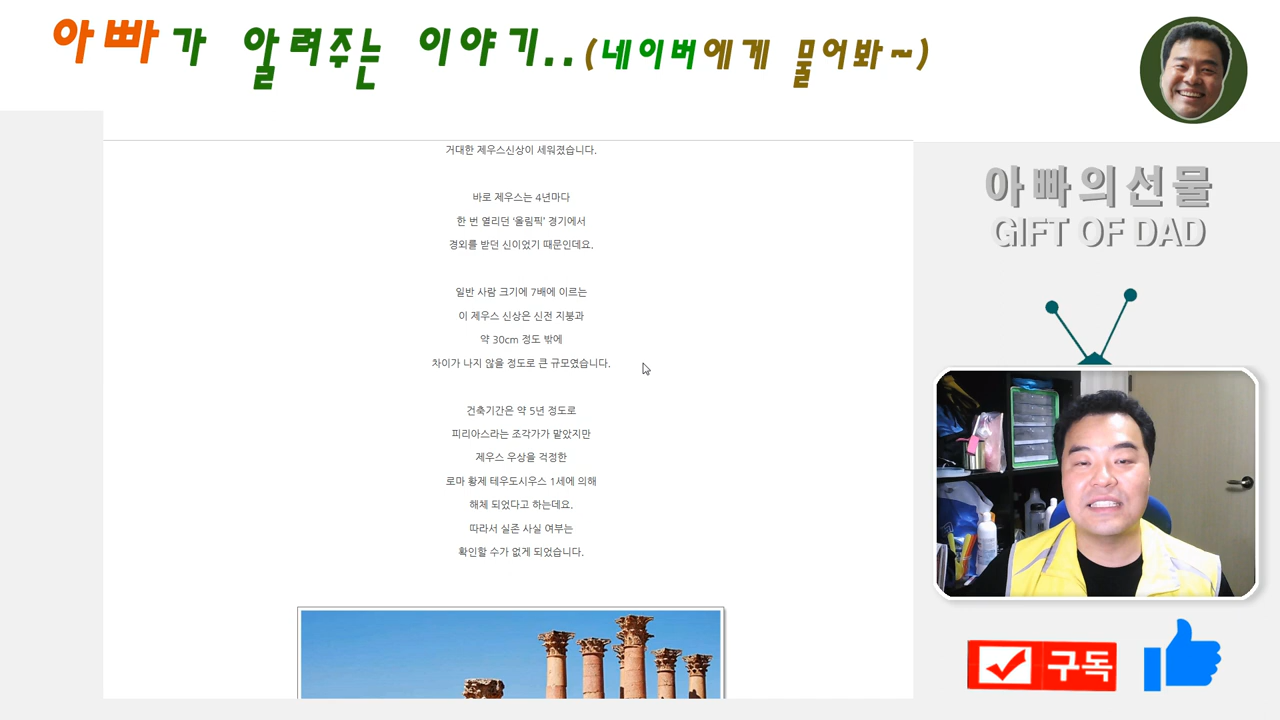 아빠가 알려주는 이야기..(네이버에게 물어봐~)
거대한 제우스신상이 세워졌습니다.
바로 제우스는 4년마다
한 번 열리던 '올림픽' 경기에서
경외를 받던 신이었기 때문인데요.
일반 사람 크기에 7배에 이르는
이 제우스 신상은 신전 지붕과
약 30cm 정도 밖에
차이가 나지 않을 정도로 큰 규모였습니다.
건축기간은 약 5년 정도로
피리아스라는 조각가가 맡았지만
제우스 우상을 걱정한
로마 황제 테우도시우스 1세에 의해
해체 되었다고 하는데요.
따라서 실존 사실 여부는
확인할 수가 없게 되었습니다.
아빠의선물
GIFT OF DAD
구독